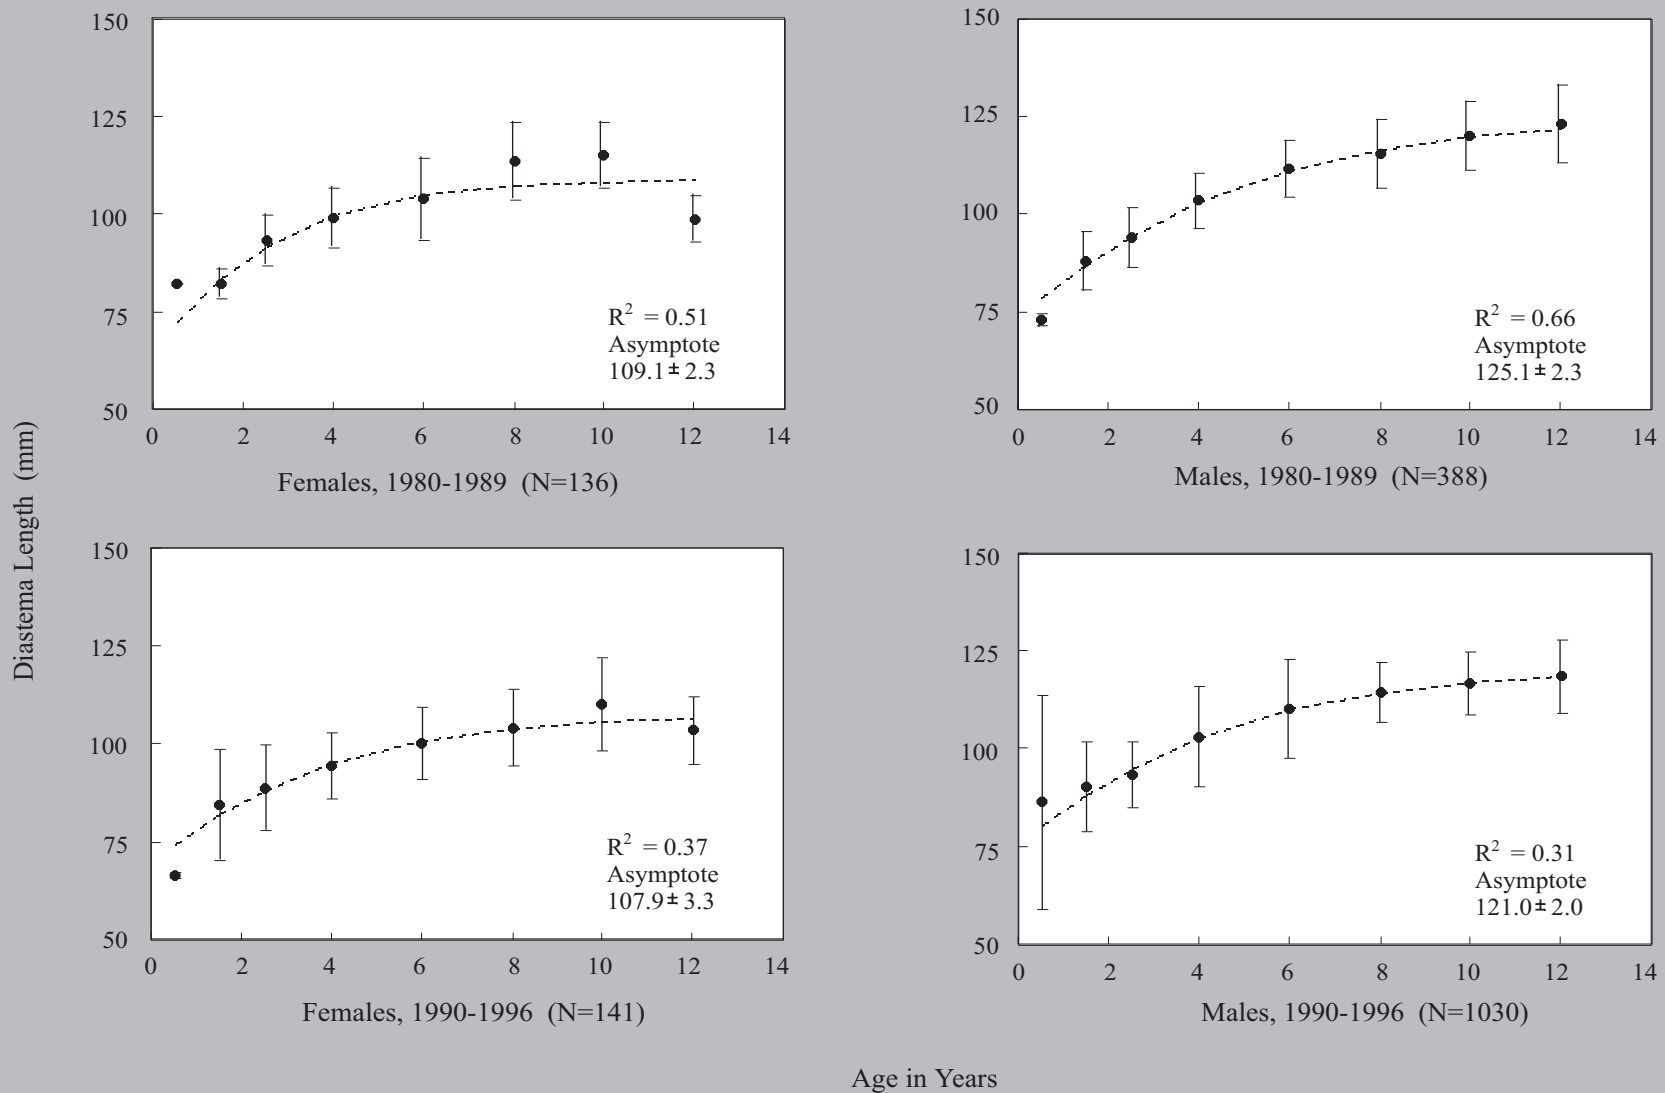 Diastema Length (mm)
150
125
100
75
50
0 2 4 6 8 10 12 14
R² = 0.51
Asymptote
109.1 ± 2.3
Females, 1980-1989 (N=136)
150
125
100
75
50
0 2 4 6 8 10 12 14
R² = 0.66
Asymptote
125.1 ± 2.3
Males, 1980-1989 (N=388)
150
125
100
75
50
0 2 4 6 8 10 12 14
R² = 0.37
Asymptote
107.9 ± 3.3
Females, 1990-1996 (N=141)
150
125
100
75
50
0 2 4 6 8 10 12 14
R² = 0.31
Asymptote
121.0 ± 2.0
Males, 1990-1996 (N=1030)
Age in Years